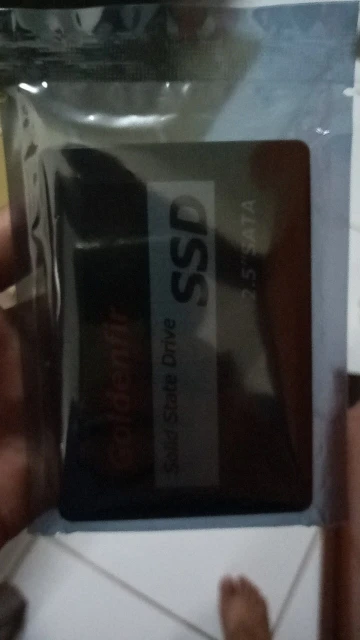 Goldenfir
Solid State Drive SSD
2.5"SATA